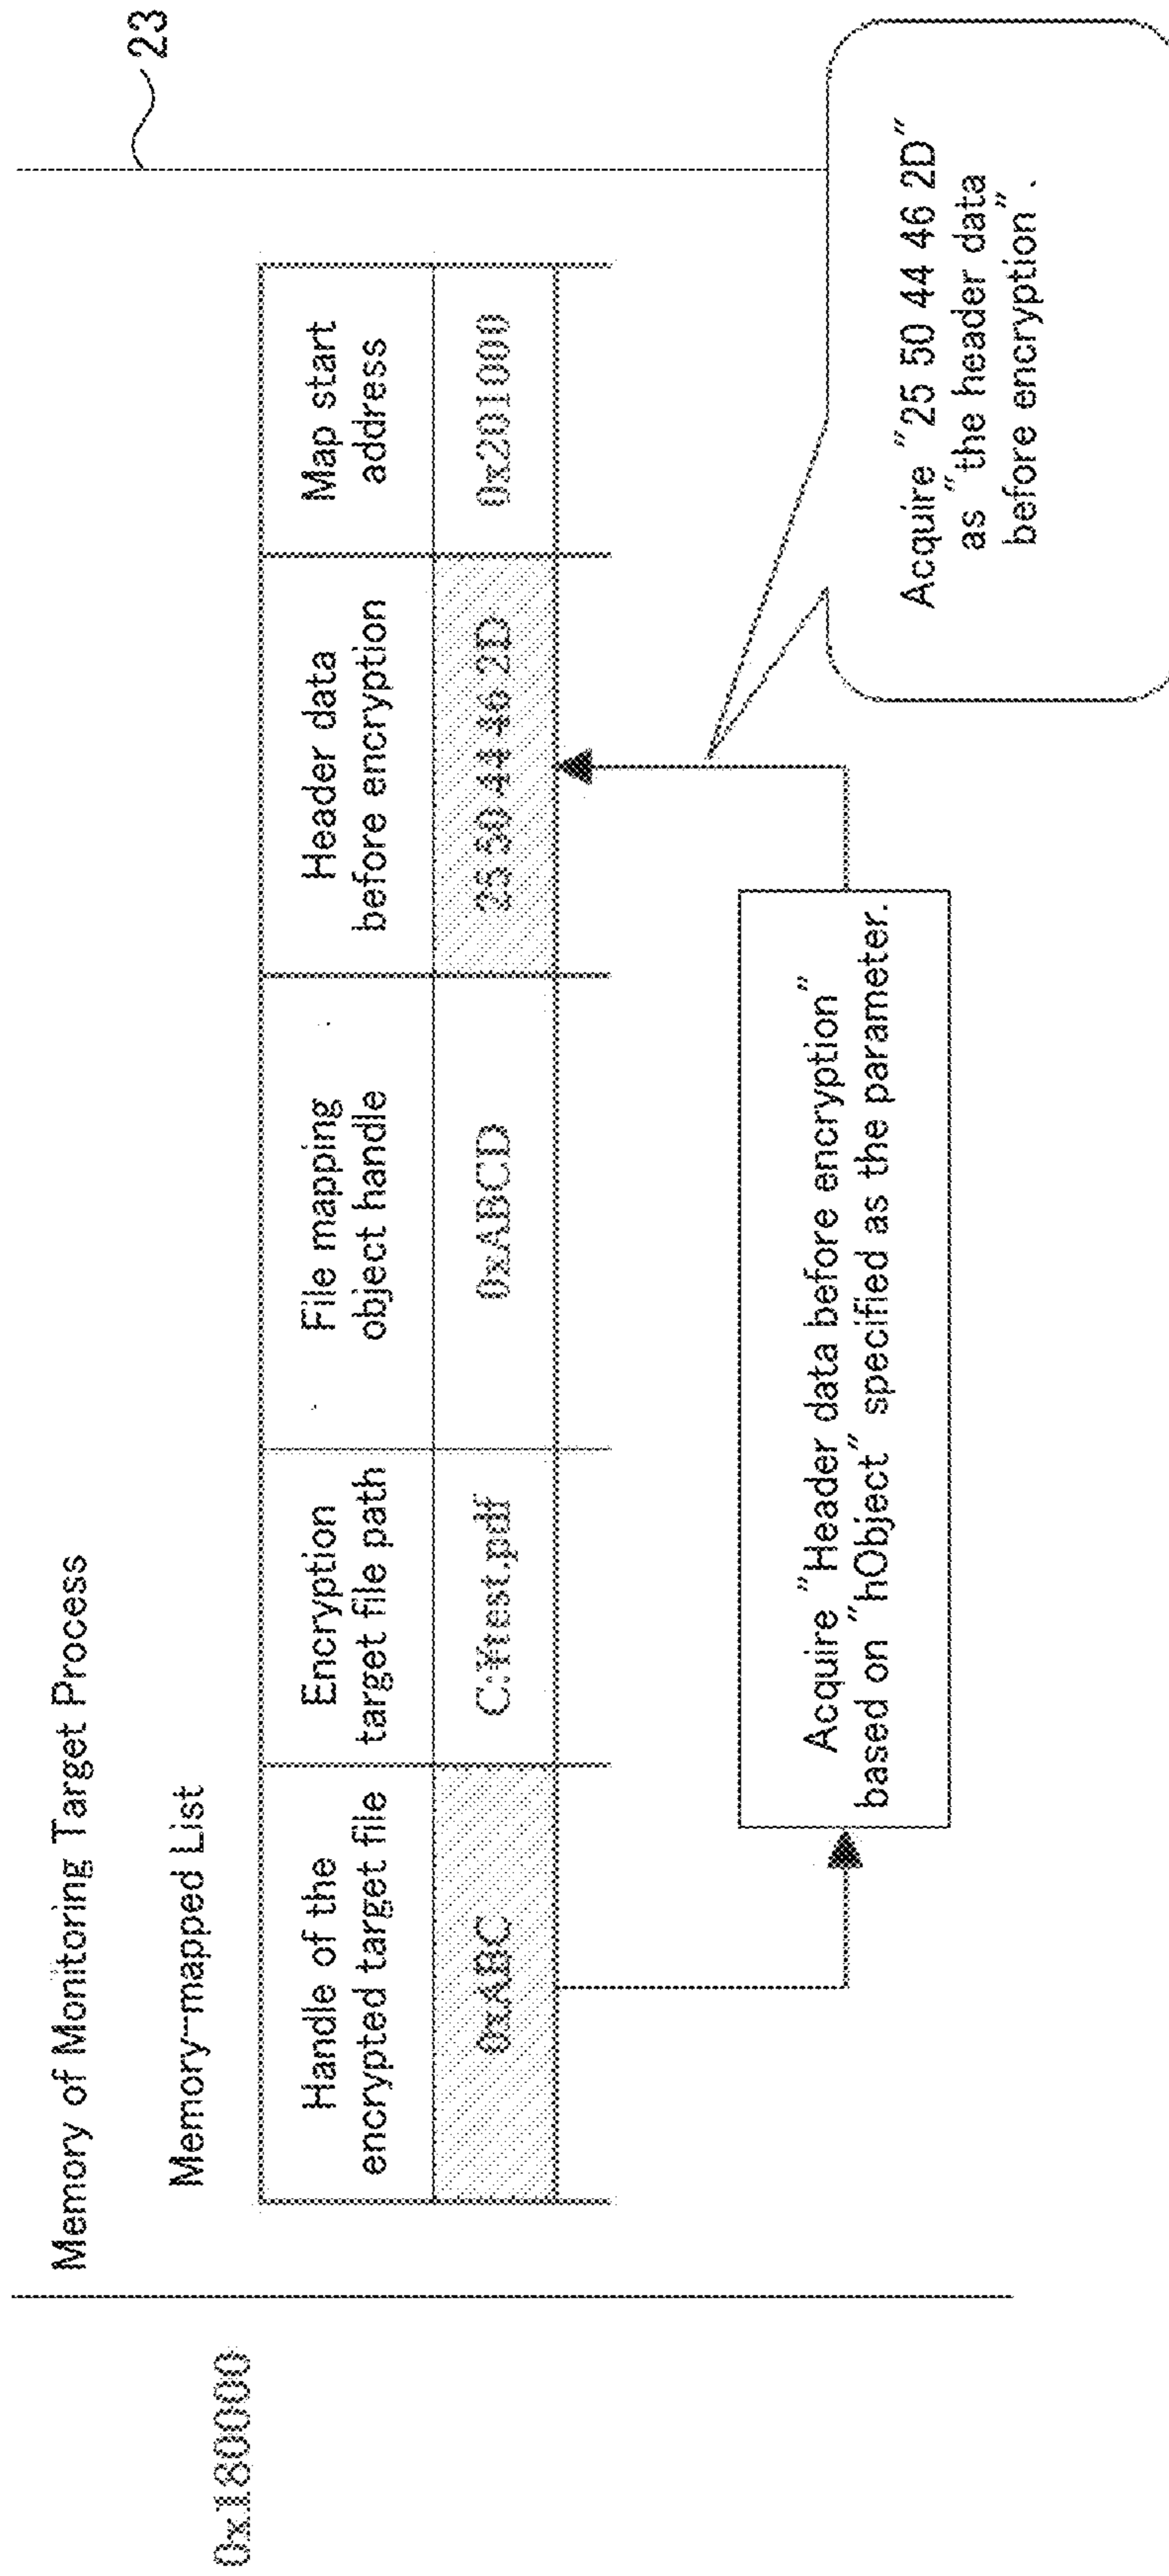 23
Memory of Monitoring Target Process
0x180000
Memory-mapped List
Handle of the
encrypted target file
Encryption
target file path
File mapping
object handle
Header data
before encryption
Map start
address
0xABC
C:¥test.pdf
0xABCD
25 50 44 46 2D
0x201000
Acquire "Header data before encryption"
based on "hObject" specified as the parameter.
Acquire "25 50 44 46 2D"
as "the header data
before encryption".